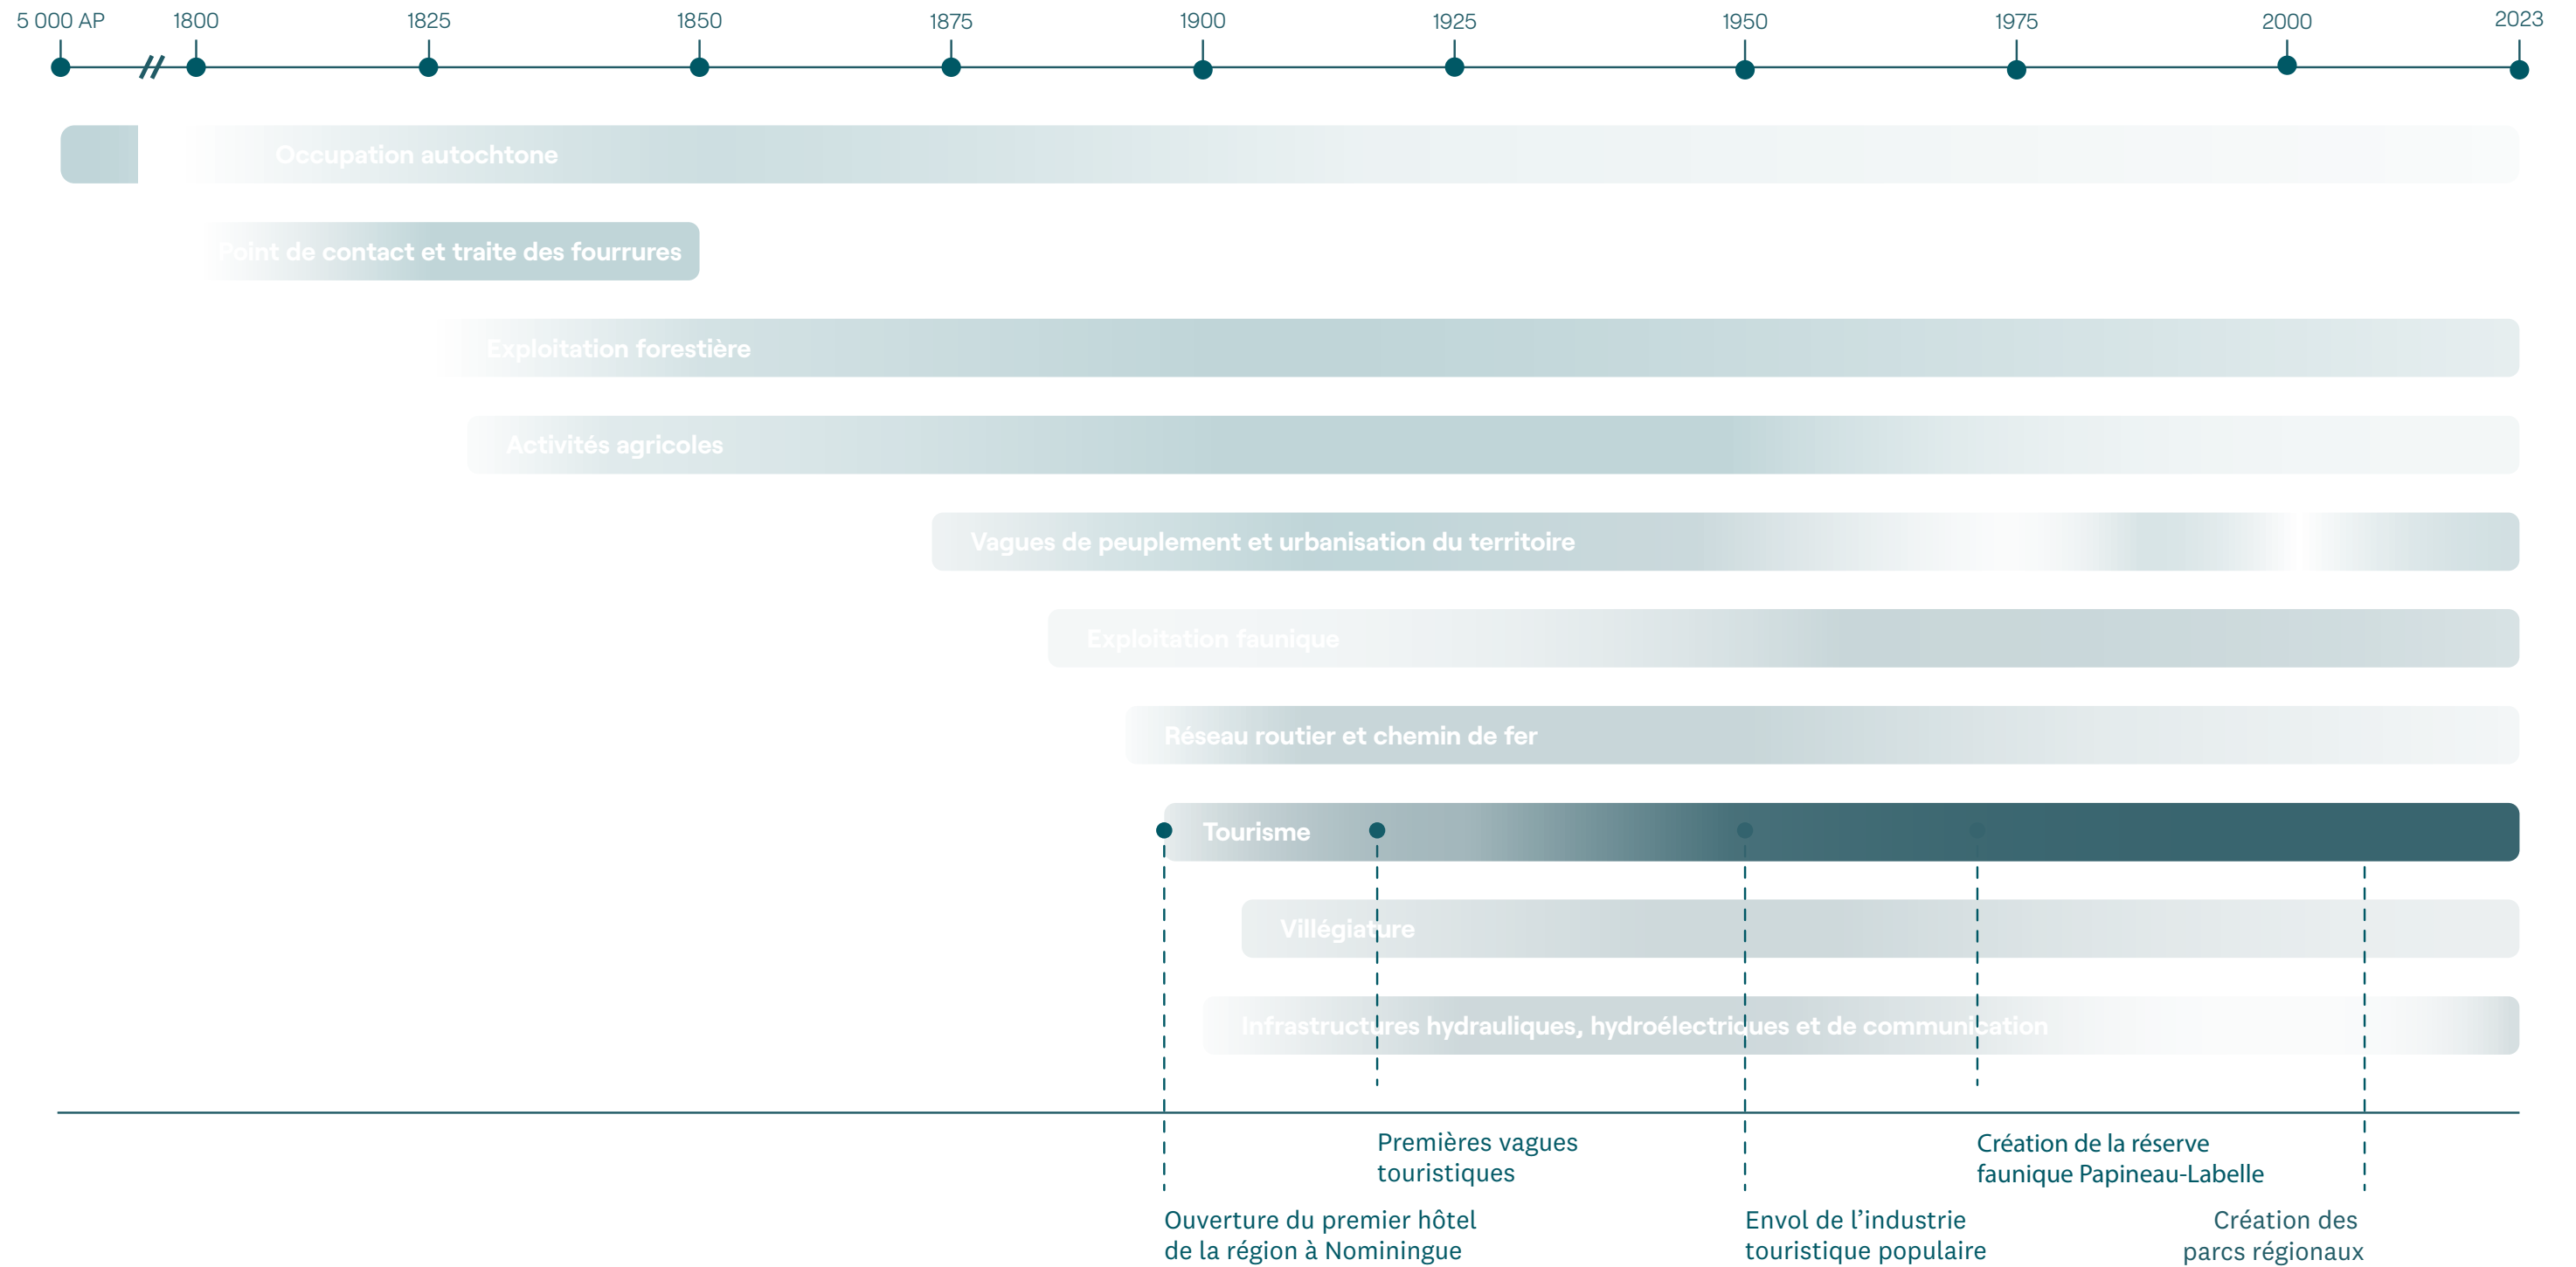 5 000 AP
1800
1825
1850
1875
1900
1925
1950
1975
2000
2023
Occupation autochtone
Point de contact et traite des fourrures
Exploitation forestière
Activités agricoles
Vagues de peuplement et urbanisation du territoire
Exploitation faunique
Réseau routier et chemin de fer
Tourisme
Villégiature
Infrastructures hydrauliques, hydroélectriques et de communication
Premières vagues
touristiques
Création de la réserve
faunique Papineau-Labelle
Ouverture du premier hôtel
de la région à Nominingue
Envol de l’industrie
touristique populaire
Création des
parcs régionaux